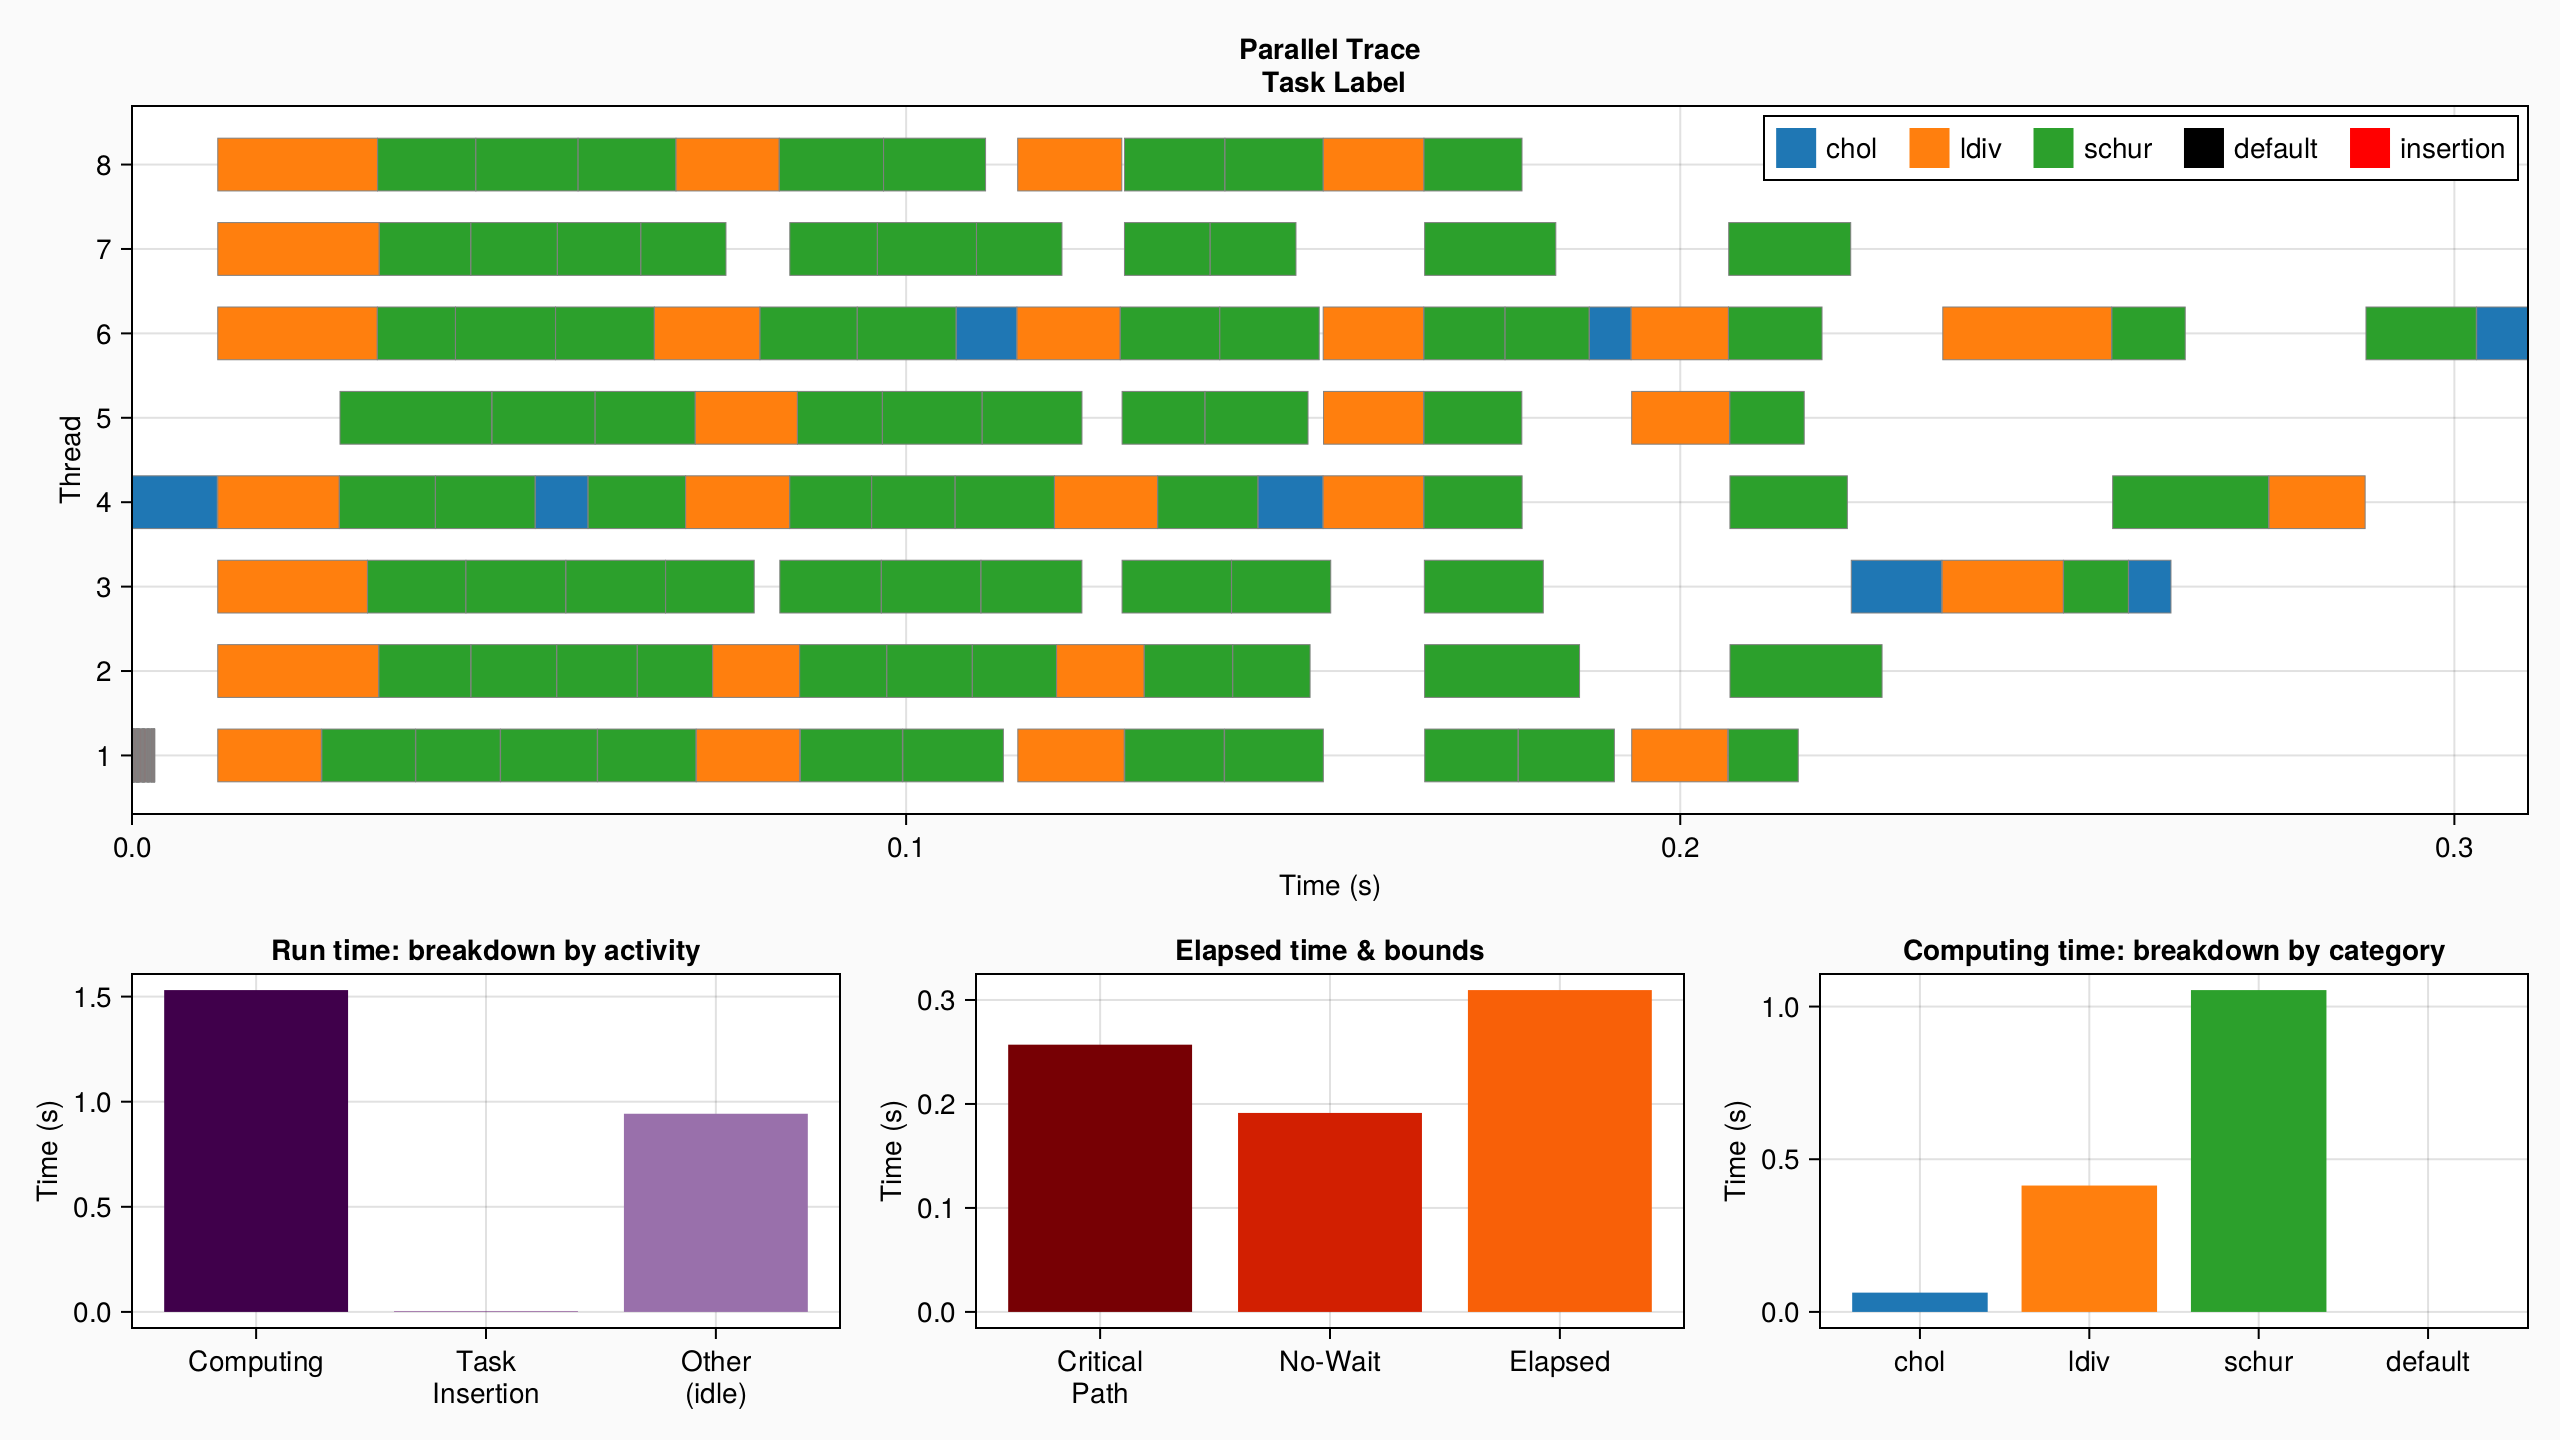 Parallel Trace
Task Label
chol
ldiv
schur
default
insertion
Thread
8
7
6
5
4
3
2
1
0.0
0.1
0.2
0.3
Time (s)
Run time: breakdown by activity
Time (s)
1.5
1.0
0.5
0.0
Computing
Task
Insertion
Other
(idle)
Elapsed time & bounds
Time (s)
0.3
0.2
0.1
0.0
Critical
Path
No-Wait
Elapsed
Computing time: breakdown by category
Time (s)
1.0
0.5
0.0
chol
ldiv
schur
default